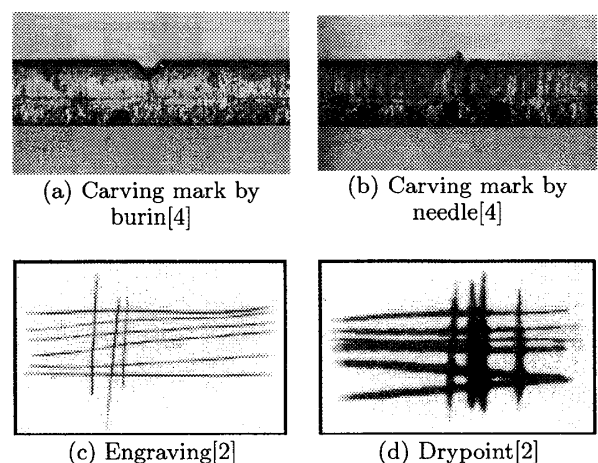 (a) Carving mark by
burin[4]
(b) Carving mark by
needle[4]
(c) Engraving[2]
(d) Drypoint[2]